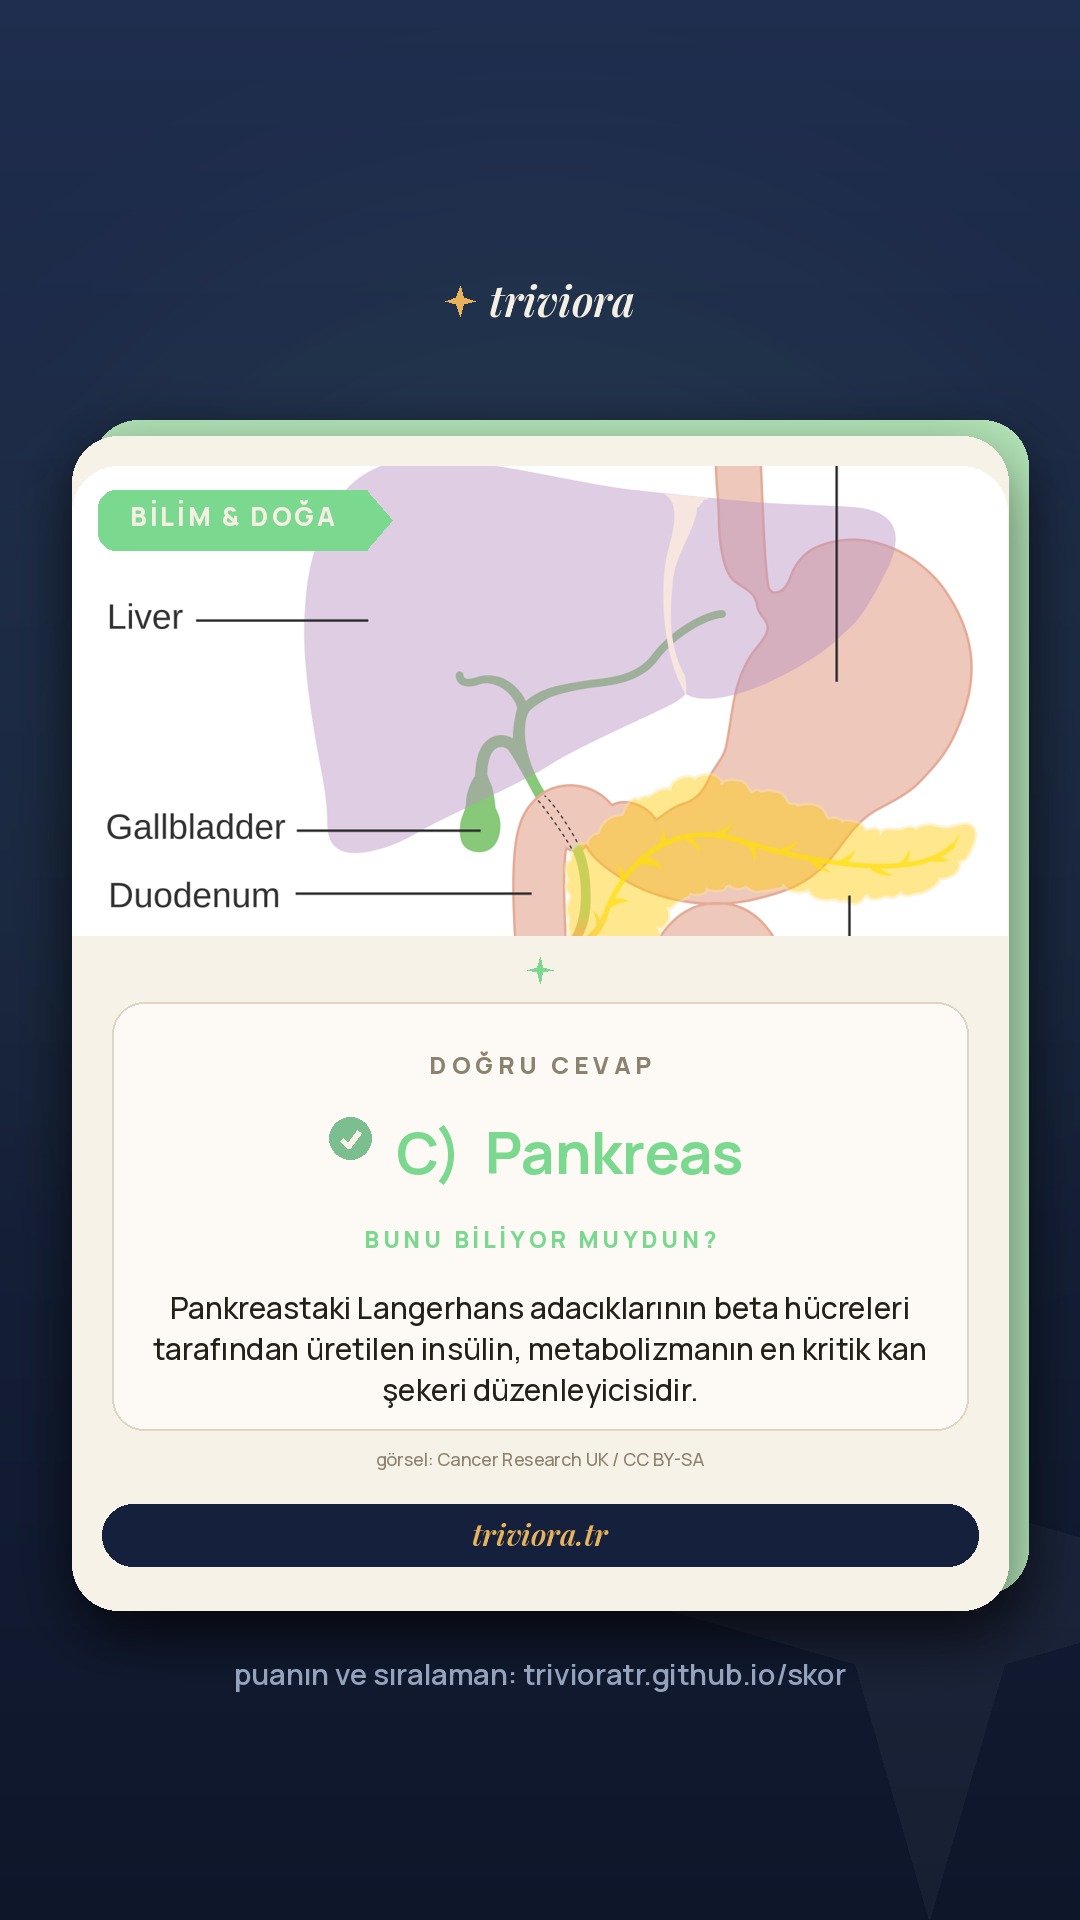 triviora
BİLİM & DOĞA
Liver
Gallbladder
Duodenum
DOĞRU CEVAP
C) Pankreas
BUNU BİLİYOR MUYDUN?
Pankreastaki Langerhans adacıklarının beta hücreleri
tarafından üretilen insülin, metabolizmanın en kritik kan
şekeri düzenleyicisidir.
görsel: Cancer Research UK / CC BY-SA
triviora.tr
puanın ve sıralaman: trivioratr.github.io/skor